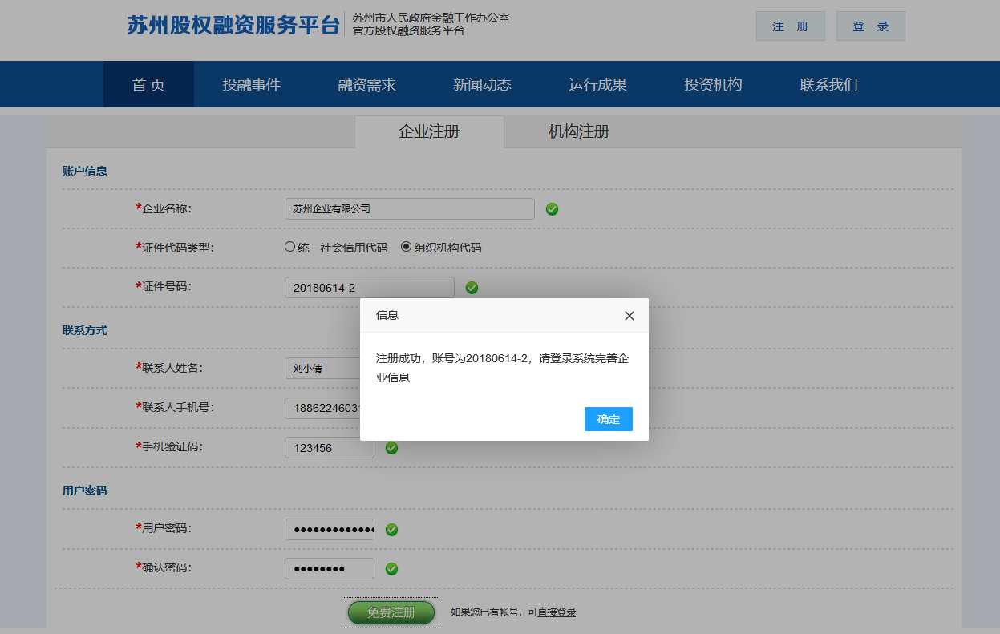 苏州股权融资服务平台
苏州市人民政府金融工作办公室
官方股权融资服务平台
注 册
登 录
首 页
投融事件
融资需求
新闻动态
运行成果
投资机构
联系我们
企业注册
机构注册
账户信息
*企业名称:
苏州企业有限公司
*证件代码类型:
统一社会信用代码
组织机构代码
*证件号码:
20180614-2
信息
注册成功，账号为20180614-2，请登录系统完善企
业信息
确定
联系方式
*联系人姓名:
刘小倩
*联系人手机号:
1886224603
*手机验证码:
123456
用户密码
*用户密码:
*确认密码:
免费注册
如果您已有帐号，可直接登录